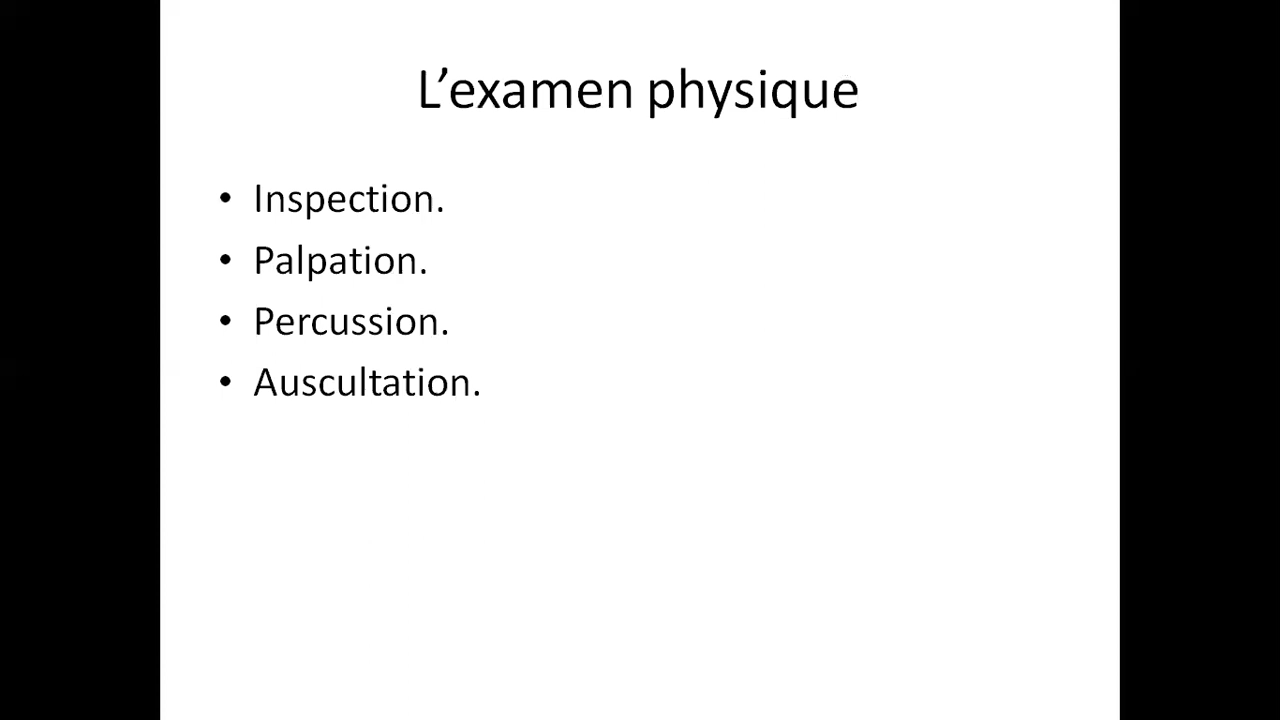 L’examen physique
• Inspection.
• Palpation.
• Percussion.
• Auscultation.